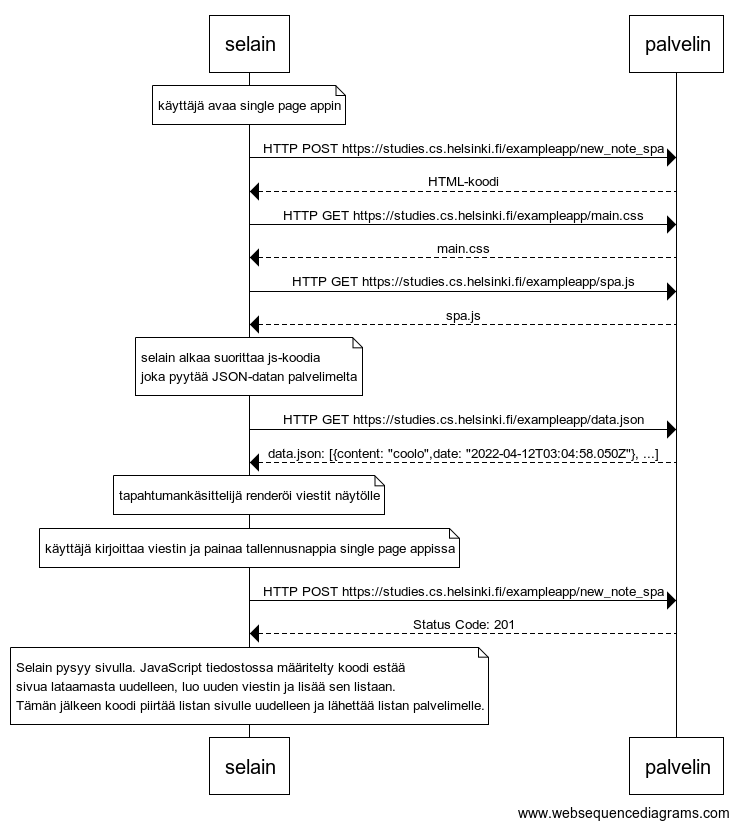 selain
palvelin
käyttäjä avaa single page appin
HTTP POST https://studies.cs.helsinki.fi/exampleapp/new_note_spa
HTML-koodi
HTTP GET https://studies.cs.helsinki.fi/exampleapp/main.css
main.css
HTTP GET https://studies.cs.helsinki.fi/exampleapp/spa.js
spa.js
selain alkaa suorittaa js-koodia
joka pyytää JSON-datan palvelimelta
HTTP GET https://studies.cs.helsinki.fi/exampleapp/data.json
data.json: [{content: "coolo",date: "2022-04-12T03:04:58.050Z"}, ...]
tapahtumankäsittelijä renderöi viestit näytölle
käyttäjä kirjoittaa viestin ja painaa tallennusnappia single page appissa
HTTP POST https://studies.cs.helsinki.fi/exampleapp/new_note_spa
Status Code: 201
Selain pysyy sivulla. JavaScript tiedostossa määritelty koodi estää
sivua lataamasta uudelleen, luo uuden viestin ja lisää sen listaan.
Tämän jälkeen koodi piirtää listan sivulle uudelleen ja lähettää listan palvelimelle.
selain
palvelin
www.websequencediagrams.com